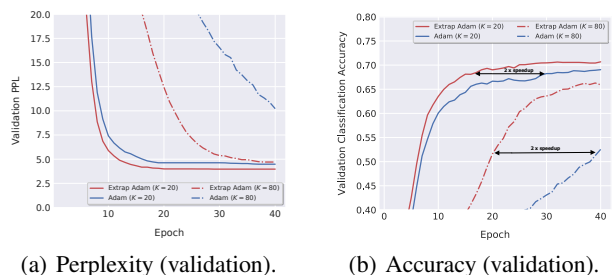 20.0
17.5
15.0
12.5
10.0
7.5
5.0
2.5
0.0
Validation PPL
Extrap Adam (K = 20)
Adam (K = 20)
Extrap Adam (K = 80)
Adam (K = 80)
10 20 30 40
Epoch
(a) Perplexity (validation).
0.80
0.75
0.70
0.65
0.60
0.55
0.50
0.45
0.40
Validation Classification Accuracy
Extrap Adam (K = 20)
Adam (K = 20)
Extrap Adam (K = 80)
Adam (K = 80)
2 x speedup
2 x speedup
0 10 20 30 40
Epoch
(b) Accuracy (validation).